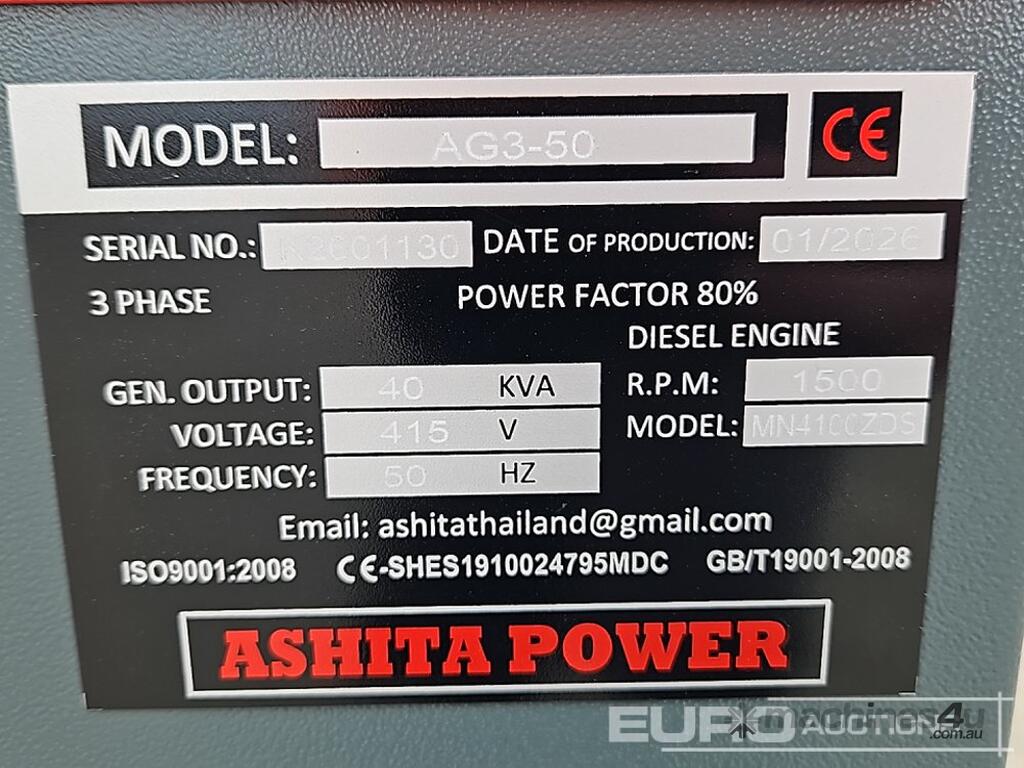 MODEL: AG3-50 CE
SERIAL NO.: N2001130 DATE OF PRODUCTION: 01/2026
3 PHASE POWER FACTOR 80%
DIESEL ENGINE
GEN. OUTPUT: 40 KVA R.P.M: 1500
VOLTAGE: 415 V MODEL: MN4100ZDS
FREQUENCY: 50 HZ
Email: ashitathailand@gmail.com
ISO9001:2008 CE-SHES1910024795MDC GB/T19001-2008
ASHITA POWER
EURO AUCTIONS
machines4u
.com.au